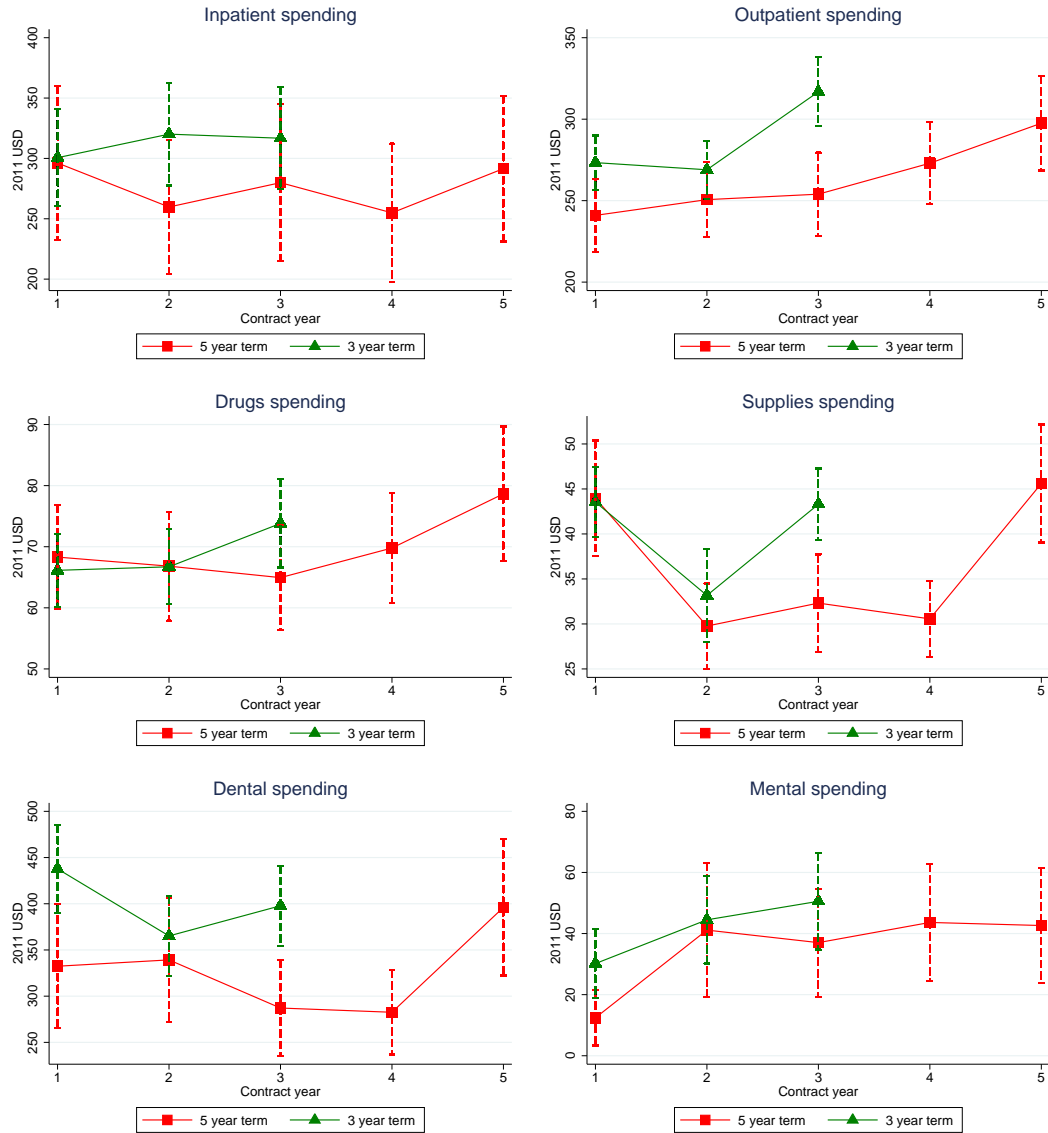 Inpatient spending
2011 USD
400
350
300
250
200
1 2 3 4 5
Contract year
5 year term 3 year term
Outpatient spending
2011 USD
350
300
250
200
1 2 3 4 5
Contract year
5 year term 3 year term
Drugs spending
2011 USD
90
80
70
60
50
1 2 3 4 5
Contract year
5 year term 3 year term
Supplies spending
2011 USD
50
45
40
35
30
25
1 2 3 4 5
Contract year
5 year term 3 year term
Dental spending
2011 USD
500
450
400
350
300
250
1 2 3 4 5
Contract year
5 year term 3 year term
Mental spending
2011 USD
80
60
40
20
0
1 2 3 4 5
Contract year
5 year term 3 year term